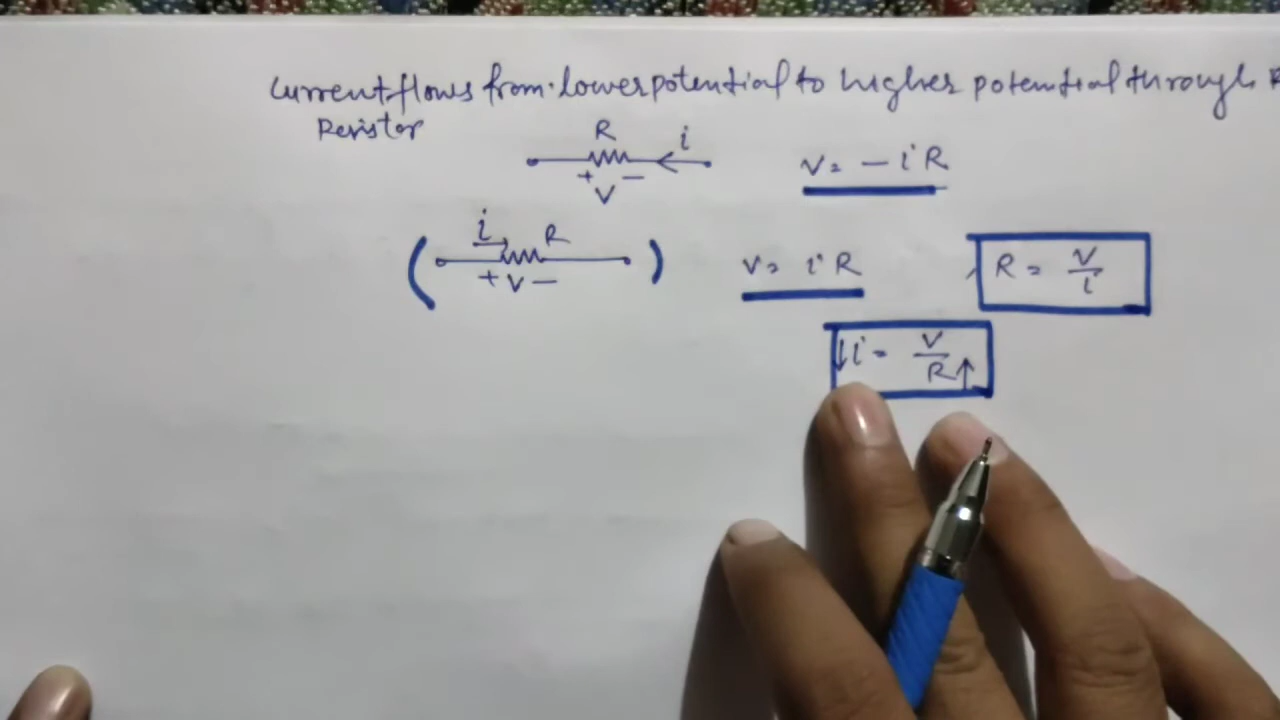 Current flows from lower potential to higher potential through
Resistor
R
i
+ V -
V = - i R
i
R
+ V -
V = i R
R = V/i
↓i = V/R↑